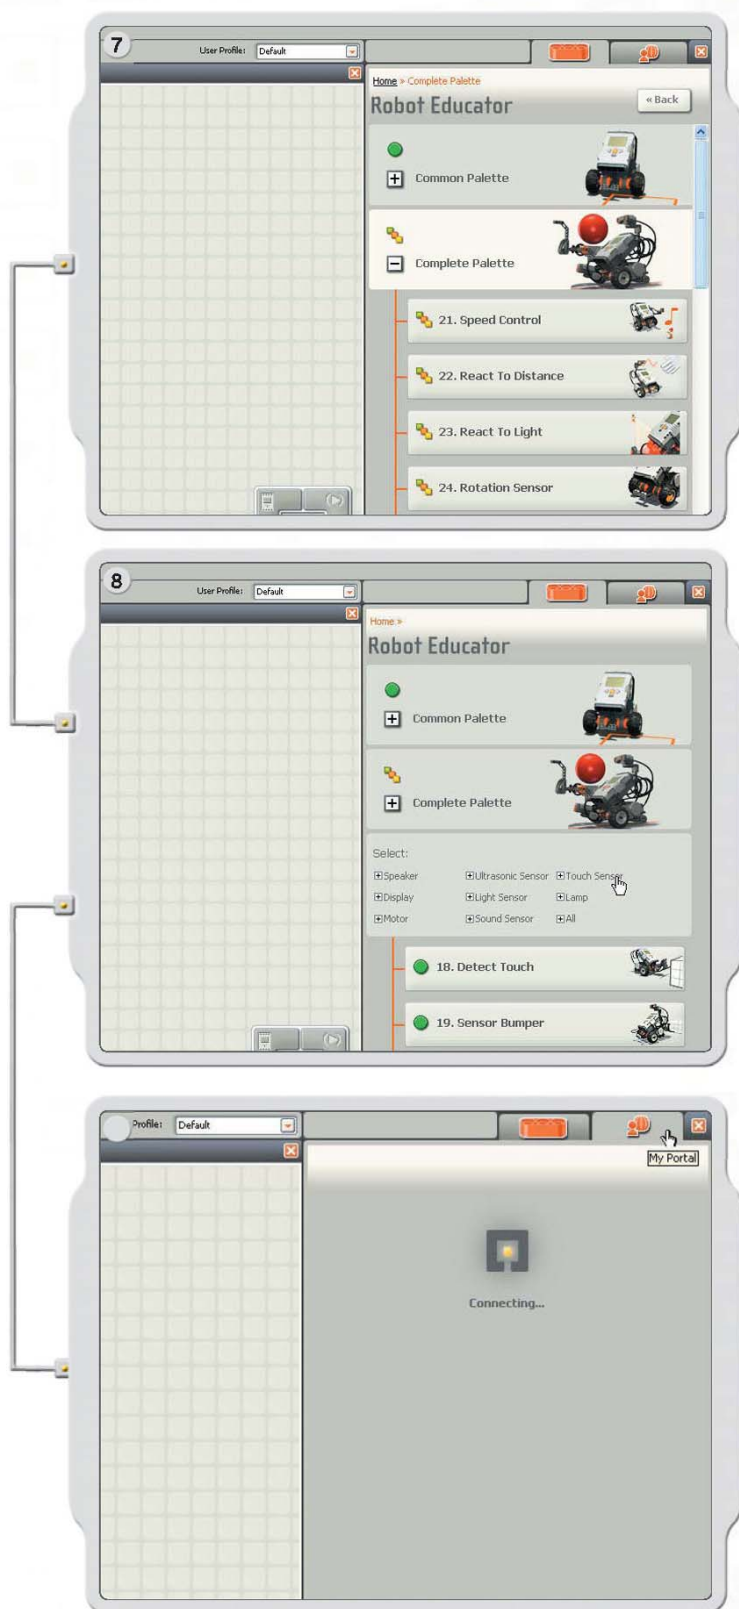 7
User Profile: Default
Home » Complete Palette
Robot Educator
« Back
Common Palette
Complete Palette
21. Speed Control
22. React To Distance
23. React To Light
24. Rotation Sensor
8
User Profile: Default
Home »
Robot Educator
Common Palette
Complete Palette
Select:
Speaker Ultrasonic Sensor Touch Sensor
Display Light Sensor Lamp
Motor Sound Sensor All
18. Detect Touch
19. Sensor Bumper
Profile: Default
My Portal
Connecting...